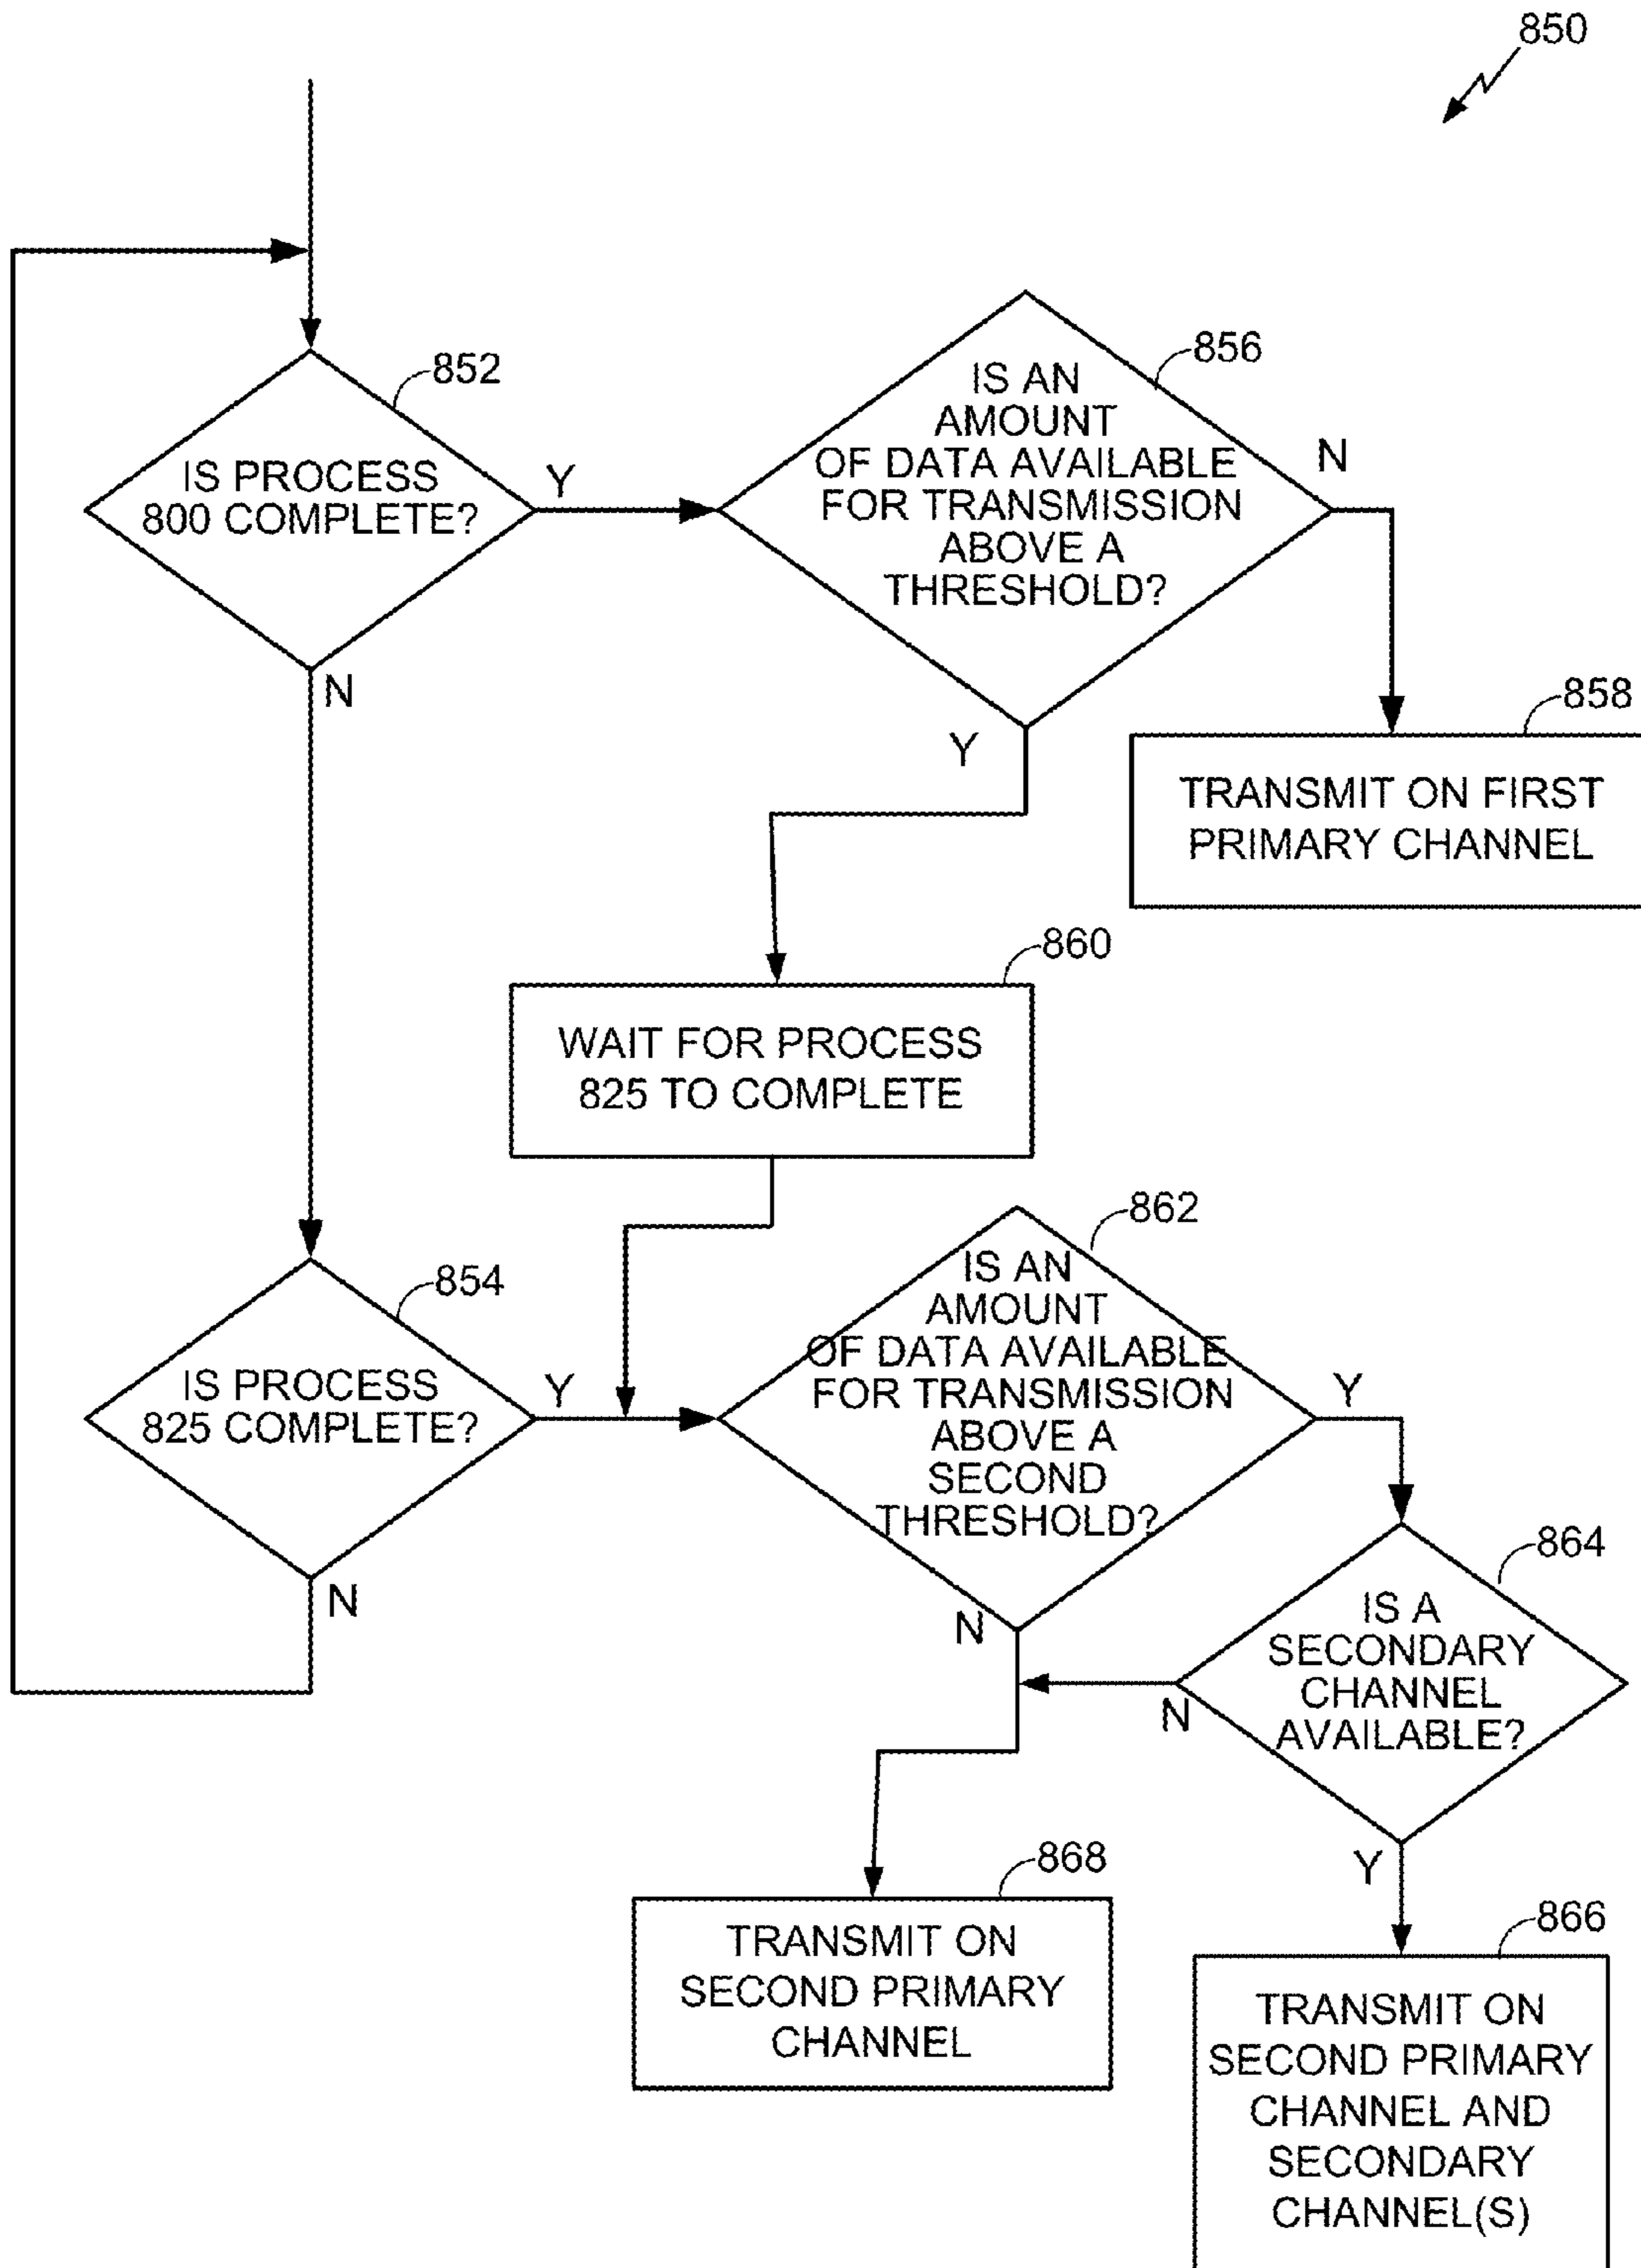 850
852
IS PROCESS
800 COMPLETE?
Y
N
856
IS AN
AMOUNT
OF DATA AVAILABLE
FOR TRANSMISSION
ABOVE A
THRESHOLD?
N
Y
858
TRANSMIT ON FIRST
PRIMARY CHANNEL
860
WAIT FOR PROCESS
825 TO COMPLETE
854
IS PROCESS
825 COMPLETE?
Y
N
862
IS AN
AMOUNT
OF DATA AVAILABLE
FOR TRANSMISSION
ABOVE A
SECOND
THRESHOLD?
Y
N
864
IS A
SECONDARY
CHANNEL
AVAILABLE?
N
Y
868
TRANSMIT ON
SECOND PRIMARY
CHANNEL
866
TRANSMIT ON
SECOND PRIMARY
CHANNEL AND
SECONDARY
CHANNEL(S)